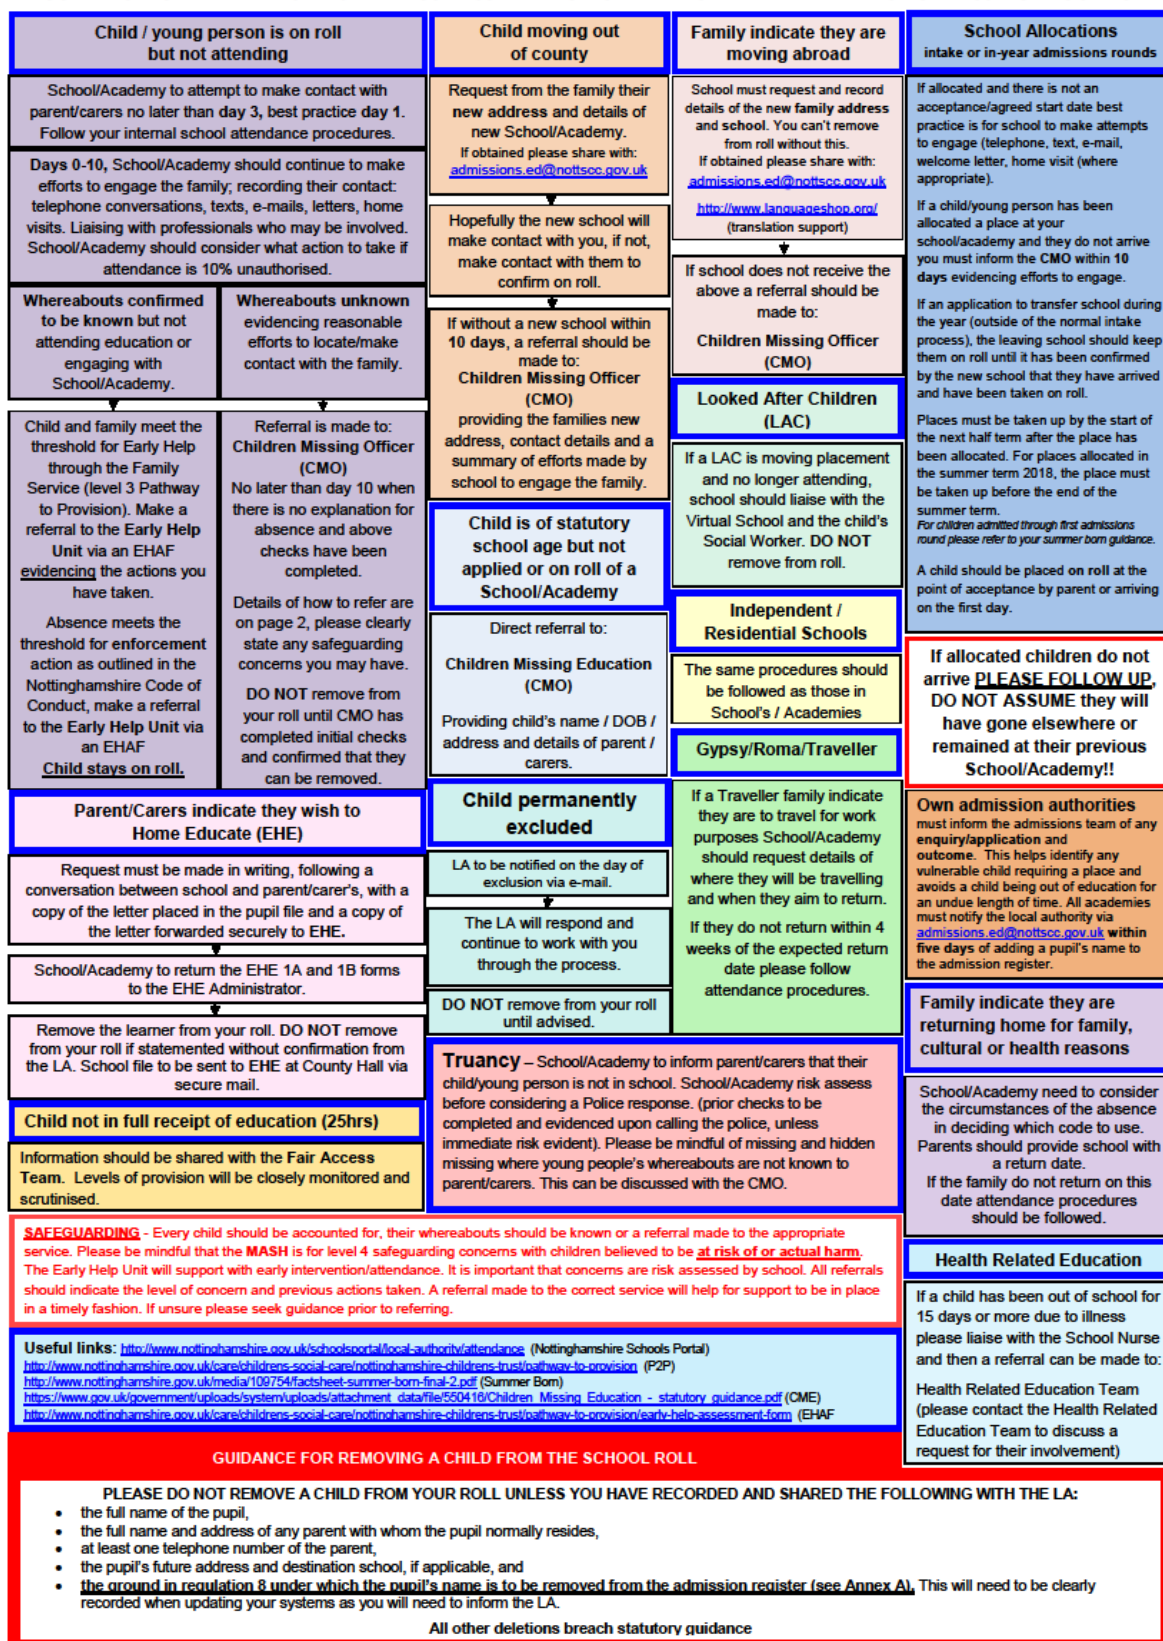 Child / young person is on roll
but not attending
School/Academy to attempt to make contact with
parent/carers no later than day 3, best practice day 1.
Follow your internal school attendance procedures.
Days 0-10, School/Academy should continue to make
efforts to engage the family; recording their contact:
telephone conversations, texts, e-mails, letters, home
visits. Liaising with professionals who may be involved.
School/Academy should consider what action to take if
attendance is 10% unauthorised.
Whereabouts confirmed
to be known but not
attending education or
engaging with
School/Academy.
Child and family meet the
threshold for Early Help
through the Family
Service (level 3 Pathway
to Provision). Make a
referral to the Early Help
Unit via an EHAF
evidencing the actions you
have taken.
Absence meets the
threshold for enforcement
action as outlined in the
Nottinghamshire Code of
Conduct, make a referral
to the Early Help Unit via
an EHAF
Child stays on roll.
Whereabouts unknown
evidencing reasonable
efforts to locate/make
contact with the family.
Referral is made to:
Children Missing Officer
(CMO)
No later than day 10 when
there is no explanation for
absence and above
checks have been
completed.
Details of how to refer are
on page 2, please clearly
state any safeguarding
concerns you may have.
DO NOT remove from
your roll until CMO has
completed initial checks
and confirmed that they
can be removed.
Parent/Carers indicate they wish to
Home Educate (EHE)
Request must be made in writing, following a
conversation between school and parent/carer's, with a
copy of the letter placed in the pupil file and a copy of
the letter forwarded securely to EHE.
School/Academy to return the EHE 1A and 1B forms
to the EHE Administrator.
Remove the learner from your roll. DO NOT remove
from your roll if statemented without confirmation from
the LA. School file to be sent to EHE at County Hall via
secure mail.
Child not in full receipt of education (25hrs)
Information should be shared with the Fair Access
Team. Levels of provision will be closely monitored and
scrutinised.
Child moving out
of county
Request from the family their
new address and details of
new School/Academy.
If obtained please share with:
admissions.ed@nottscc.gov.uk
Hopefully the new school will
make contact with you, if not,
make contact with them to
confirm on roll.
If without a new school within
10 days, a referral should be
made to:
Children Missing Officer
(CMO)
providing the families new
address, contact details and a
summary of efforts made by
school to engage the family.
Child is of statutory
school age but not
applied or on roll of a
School/Academy
Direct referral to:
Children Missing Education
(CMO)
Providing child's name / DOB /
address and details of parent /
carers.
Child permanently
excluded
LA to be notified on the day of
exclusion via e-mail.
The LA will respond and
continue to work with you
through the process.
DO NOT remove from your roll
until advised.
Family indicate they are
moving abroad
School must request and record
details of the new family address
and school. You can't remove
from roll without this.
If obtained please share with:
admissions.ed@nottscc.gov.uk
http://www.languageshop.org/
(translation support)
If school does not receive the
above a referral should be
made to:
Children Missing Officer
(CMO)
Looked After Children
(LAC)
If a LAC is moving placement
and no longer attending,
school should liaise with the
Virtual School and the child's
Social Worker. DO NOT
remove from roll.
Independent /
Residential Schools
The same procedures should
be followed as those in
School's / Academies
Gypsy/Roma/Traveller
If a Traveller family indicate
they are to travel for work
purposes School/Academy
should request details of
where they will be travelling
and when they aim to return.
If they do not return within 4
weeks of the expected return
date please follow
attendance procedures.
Truancy – School/Academy to inform parent/carers that their
child/young person is not in school. School/Academy risk assess
before considering a Police response. (prior checks to be
completed and evidenced upon calling the police, unless
immediate risk evident). Please be mindful of missing and hidden
missing where young people's whereabouts are not known to
parent/carers. This can be discussed with the CMO.
School Allocations
intake or in-year admissions rounds
If allocated and there is not an
acceptance/agreed start date best
practice is for school to make attempts
to engage (telephone, text, e-mail,
welcome letter, home visit (where
appropriate).
If a child/young person has been
allocated a place at your
school/academy and they do not arrive
you must inform the CMO within 10
days evidencing efforts to engage.
If an application to transfer school during
the year (outside of the normal intake
process), the leaving school should keep
them on roll until it has been confirmed
by the new school that they have arrived
and have been taken on roll.
Places must be taken up by the start of
the next half term after the place has
been allocated. For places allocated in
the summer term 2018, the place must
be taken up before the end of the
summer term.
For children admitted through first admissions
round please refer to your summer born guidance.
A child should be placed on roll at the
point of acceptance by parent or arriving
on the first day.
If allocated children do not
arrive PLEASE FOLLOW UP,
DO NOT ASSUME they will
have gone elsewhere or
remained at their previous
School/Academy!!
Own admission authorities
must inform the admissions team of any
enquiry/application and
outcome. This helps identify any
vulnerable child requiring a place and
avoids a child being out of education for
an undue length of time. All academies
must notify the local authority via
admissions.ed@nottscc.gov.uk within
five days of adding a pupil's name to
the admission register.
Family indicate they are
returning home for family,
cultural or health reasons
School/Academy need to consider
the circumstances of the absence
in deciding which code to use.
Parents should provide school with
a return date.
If the family do not return on this
date attendance procedures
should be followed.
Health Related Education
If a child has been out of school for
15 days or more due to illness
please liaise with the School Nurse
and then a referral can be made to:
Health Related Education Team
(please contact the Health Related
Education Team to discuss a
request for their involvement)
SAFEGUARDING - Every child should be accounted for, their whereabouts should be known or a referral made to the appropriate
service. Please be mindful that the MASH is for level 4 safeguarding concerns with children believed to be at risk of or actual harm.
The Early Help Unit will support with early intervention/attendance. It is important that concerns are risk assessed by school. All referrals
should indicate the level of concern and previous actions taken. A referral made to the correct service will help for support to be in place
in a timely fashion. If unsure please seek guidance prior to referring.
Useful links: http://www.nottinghamshire.gov.uk/schoolsportal/local-authority/attendance (Nottinghamshire Schools Portal)
http://www.nottinghamshire.gov.uk/care/childrens-social-care/nottinghamshire-childrens-trust/pathway-to-provision (P2P)
http://www.nottinghamshire.gov.uk/media/109754/factsheet-summer-born-final-2.pdf (Summer Born)
https://www.gov.uk/government/uploads/system/uploads/attachment_data/file/550416/Children_Missing_Education_-_statutory_guidance.pdf (CME)
http://www.nottinghamshire.gov.uk/care/childrens-social-care/nottinghamshire-childrens-trust/pathway-to-provision/early-help-assessment-form (EHAF
GUIDANCE FOR REMOVING A CHILD FROM THE SCHOOL ROLL
PLEASE DO NOT REMOVE A CHILD FROM YOUR ROLL UNLESS YOU HAVE RECORDED AND SHARED THE FOLLOWING WITH THE LA:
• the full name of the pupil,
• the full name and address of any parent with whom the pupil normally resides,
• at least one telephone number of the parent,
• the pupil's future address and destination school, if applicable, and
• the ground in regulation 8 under which the pupil's name is to be removed from the admission register (see Annex A). This will need to be clearly
recorded when updating your systems as you will need to inform the LA.
All other deletions breach statutory guidance